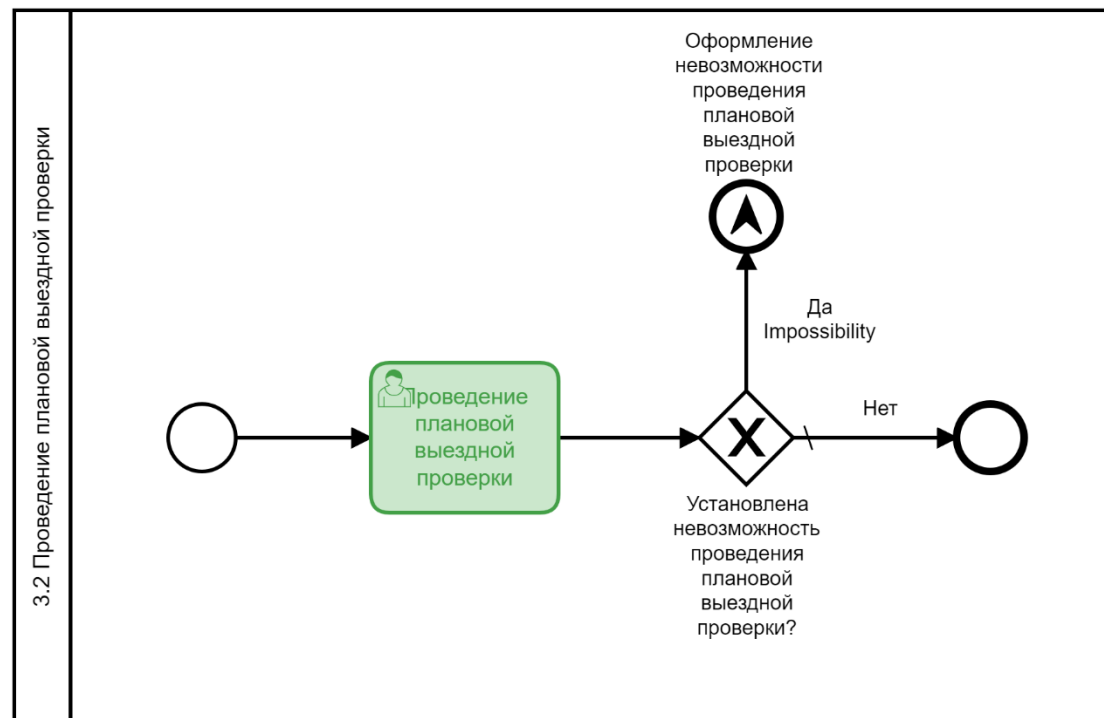 3.2 Проведение плановой выездной проверки
Оформление
невозможности
проведения
плановой
выездной
проверки
Да
Impossibility
Проведение
плановой
выездной
проверки
Нет
Установлена
невозможность
проведения
плановой
выездной
проверки?